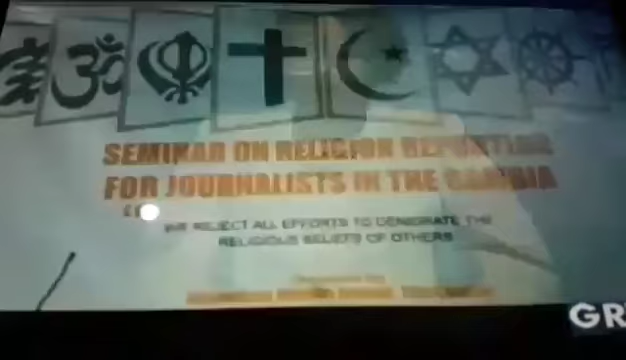 SEMINAR ON RELIGION REPORTING
FOR JOURNALISTS IN THE GAMBIA
"WE REJECT ALL EFFORTS TO DENIGRATE THE
RELIGIOUS BELIEFS OF OTHERS
GR